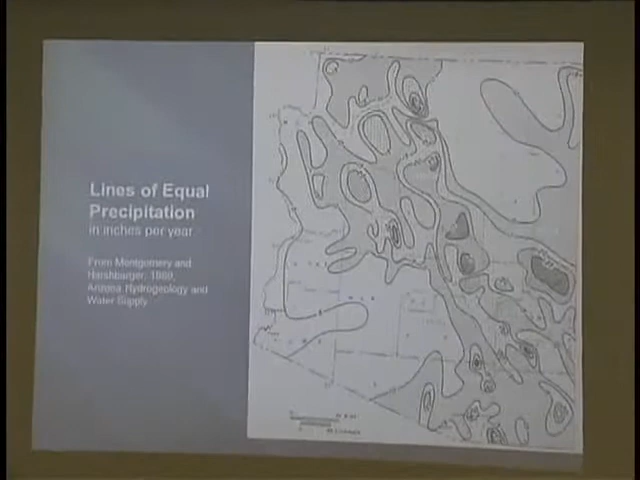 Lines of Equal
Precipitation
in inches per year
From Montgomery and
Harshbarger, 1989,
Arizona Hydrogeology and
Water Supply